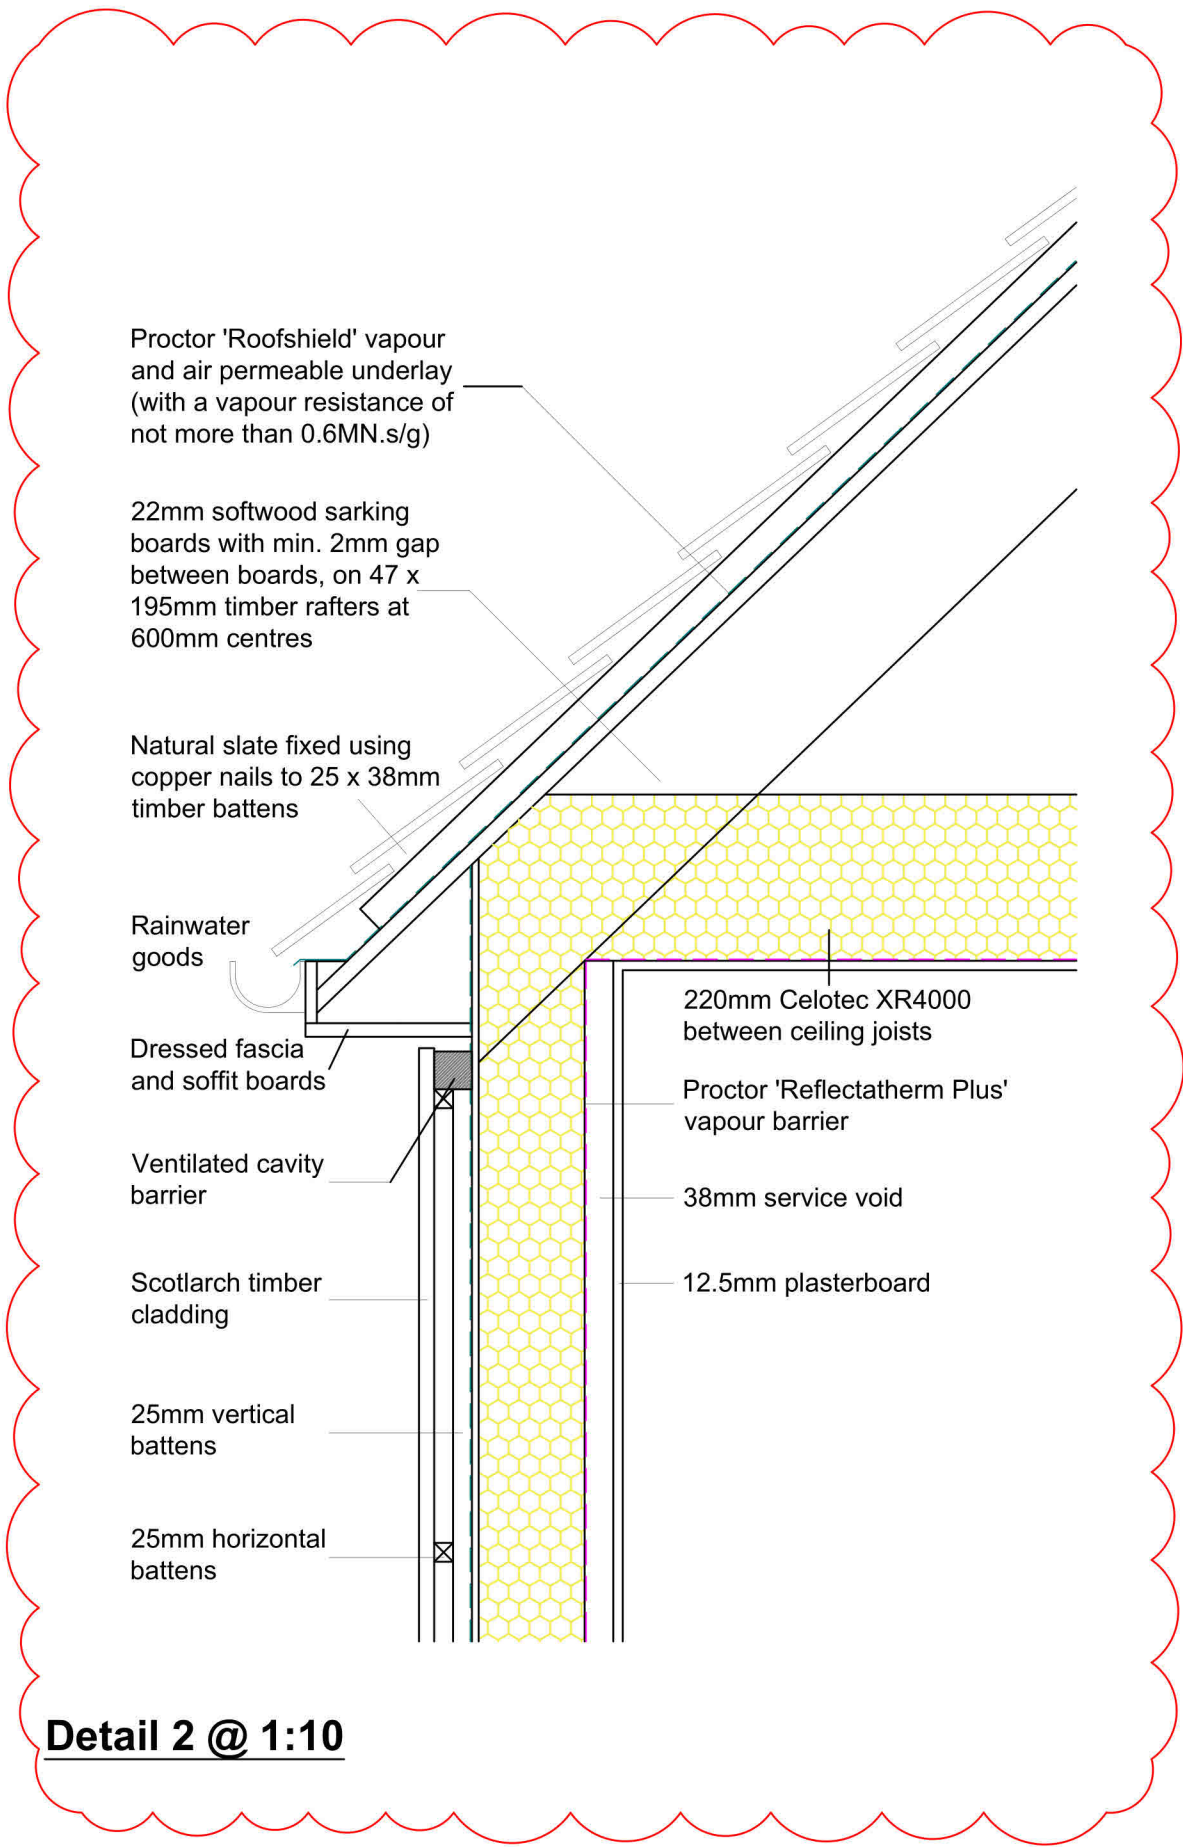 Proctor 'Roofshield' vapour
and air permeable underlay
(with a vapour resistance of
not more than 0.6MN.s/g)
22mm softwood sarking
boards with min. 2mm gap
between boards, on 47 x
195mm timber rafters at
600mm centres
Natural slate fixed using
copper nails to 25 x 38mm
timber battens
Rainwater
goods
Dressed fascia
and soffit boards
Ventilated cavity
barrier
Scotlarch timber
cladding
25mm vertical
battens
25mm horizontal
battens
220mm Celotec XR4000
between ceiling joists
Proctor 'Reflectatherm Plus'
vapour barrier
38mm service void
12.5mm plasterboard
Detail 2 @ 1:10